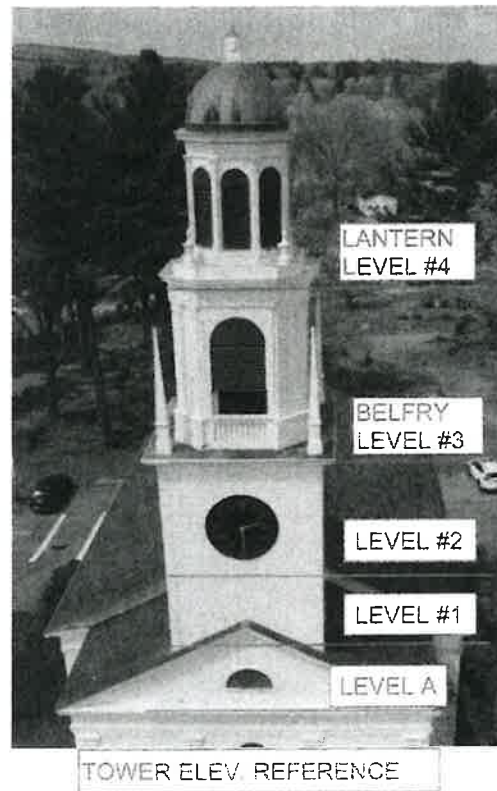 LANTERN
LEVEL #4
BELFRY
LEVEL #3
LEVEL #2
LEVEL #1
LEVEL A
TOWER ELEV. REFERENCE